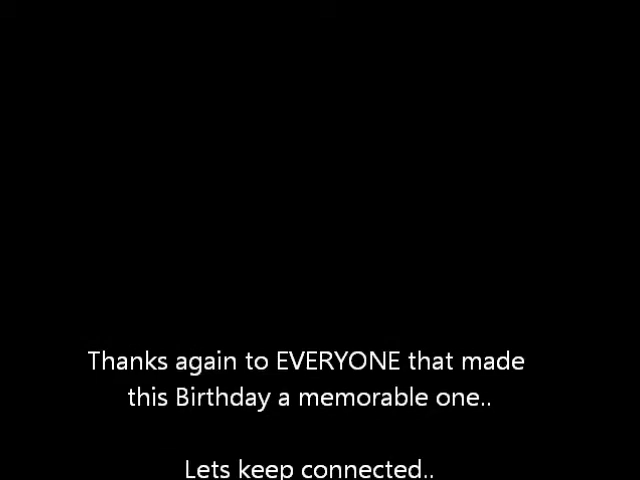 Thanks again to EVERYONE that made
this Birthday a memorable one..
Lets keep connected..